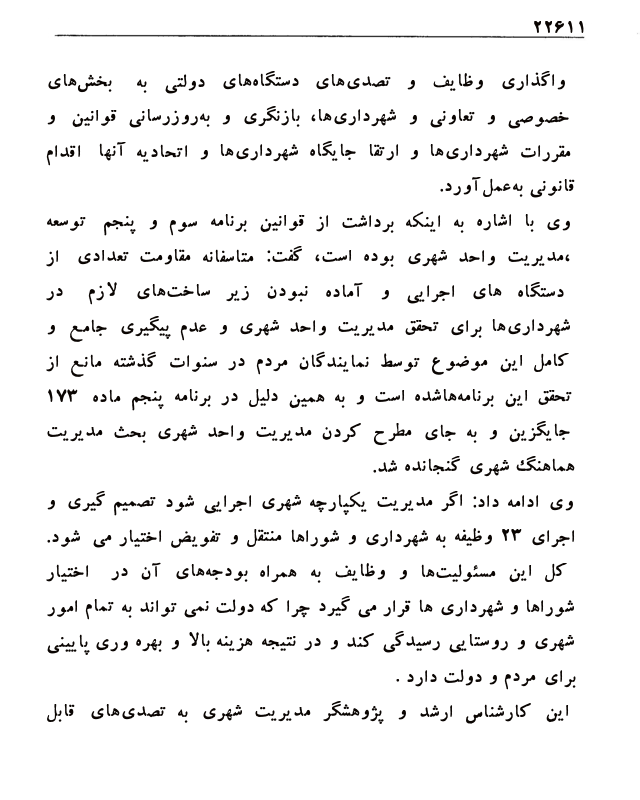 ۲۲۶۱۱
واگذاری وظایف و تصدی‌های دستگاه‌های دولتی به بخش‌های
خصوصی و تعاونی و شهرداری‌ها، بازنگری و به‌روزرسانی قوانین و
مقررات شهرداری‌ها و ارتقا جایگاه شهرداری‌ها و اتحادیه آنها اقدام
قانونی به‌عمل‌آورد.
وی با اشاره به اینکه برداشت از قوانین برنامه سوم و پنجم توسعه
،مدیریت واحد شهری بوده است، گفت: متاسفانه مقاومت تعدادی از
دستگاه های اجرایی و آماده نبودن زیر ساخت‌های لازم در
شهرداری‌ها برای تحقق مدیریت واحد شهری و عدم پیگیری جامع و
کامل این موضوع توسط نمایندگان مردم در سنوات گذشته مانع از
تحقق این برنامه‌هاشده است و به همین دلیل در برنامه پنجم ماده ۱۷۳
جایگزین و به جای مطرح کردن مدیریت واحد شهری بحث مدیریت
هماهنگ شهری گنجانده شد.
وی ادامه داد: اگر مدیریت یکپارچه شهری اجرایی شود تصمیم گیری و
اجرای ۲۳ وظیفه به شهرداری و شوراها منتقل و تفویض اختیار می شود.
کل این مسئولیت‌ها و وظایف به همراه بودجه‌های آن در اختیار
شوراها و شهرداری ها قرار می گیرد چرا که دولت نمی تواند به تمام امور
شهری و روستایی رسیدگی کند و در نتیجه هزینه بالا و بهره وری پایینی
برای مردم و دولت دارد .
این کارشناس ارشد و پژوهشگر مدیریت شهری به تصدی‌های قابل